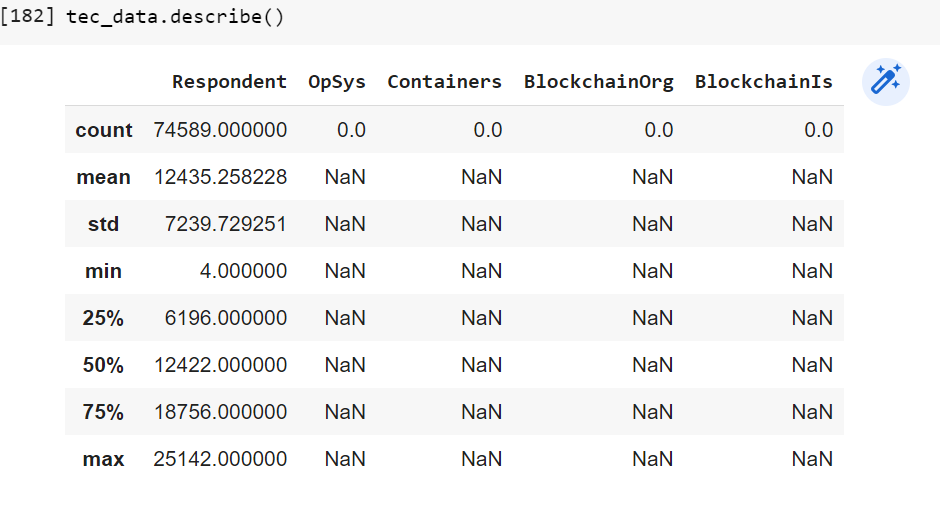 [182] tec_data.describe()
Respondent OpSys Containers BlockchainOrg BlockchainIs
count 74589.000000 0.0 0.0 0.0 0.0
mean 12435.258228 NaN NaN NaN NaN
std 7239.729251 NaN NaN NaN NaN
min 4.000000 NaN NaN NaN NaN
25% 6196.000000 NaN NaN NaN NaN
50% 12422.000000 NaN NaN NaN NaN
75% 18756.000000 NaN NaN NaN NaN
max 25142.000000 NaN NaN NaN NaN